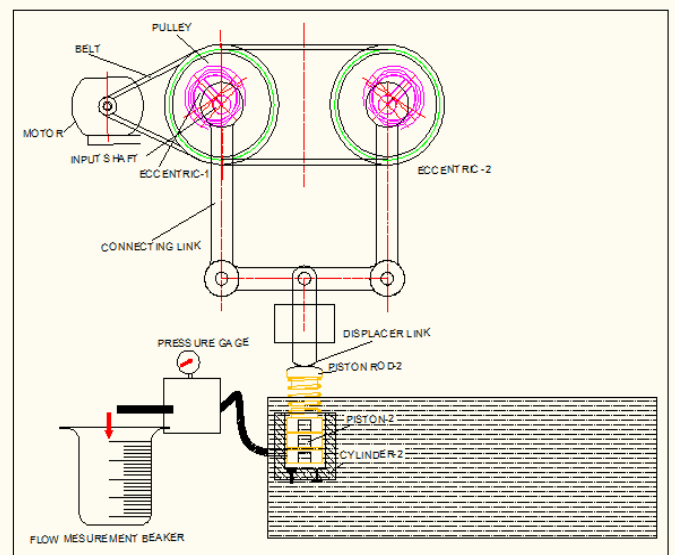 PULLEY
BELT
MOTOR
INPUT SHAFT
ECCENTRIC-1
ECCENTRIC-2
CONNECTING LINK
DISPLACER LINK
PRESSURE GAGE
PISTON ROD-2
PISTON-2
CYLINDER-2
FLOW MESUREMENT BEAKER